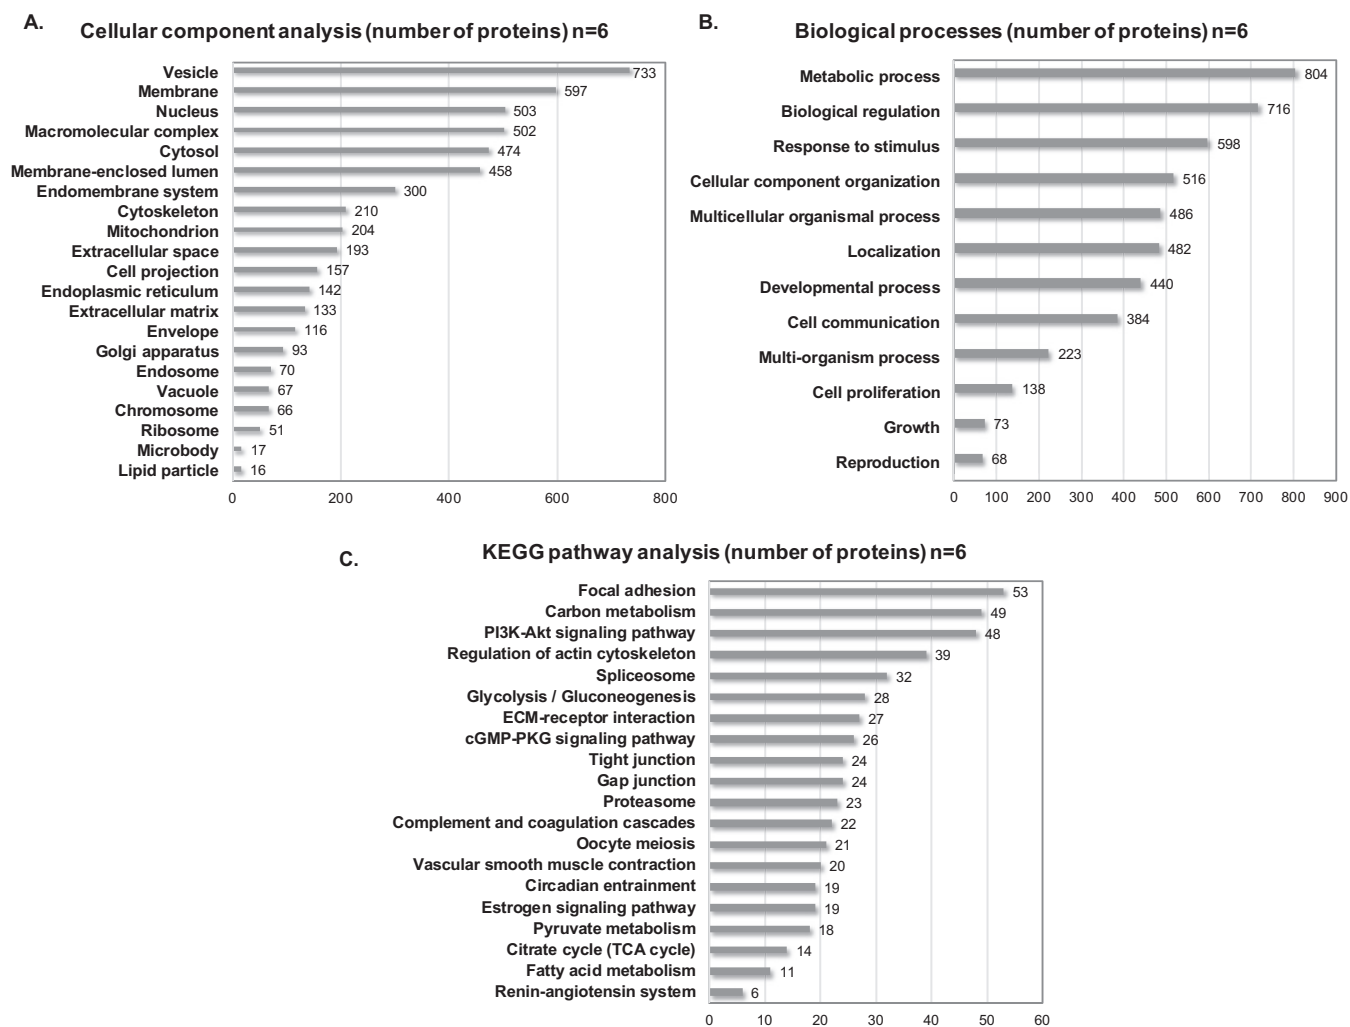 A.
Cellular component analysis (number of proteins) n=6
Vesicle 733
Membrane 597
Nucleus 503
Macromolecular complex 502
Cytosol 474
Membrane-enclosed lumen 458
Endomembrane system 300
Cytoskeleton 210
Mitochondrion 204
Extracellular space 193
Cell projection 157
Endoplasmic reticulum 142
Extracellular matrix 133
Envelope 116
Golgi apparatus 93
Endosome 70
Vacuole 67
Chromosome 66
Ribosome 51
Microbody 17
Lipid particle 16
0 200 400 600 800
B.
Biological processes (number of proteins) n=6
Metabolic process 804
Biological regulation 716
Response to stimulus 598
Cellular component organization 516
Multicellular organismal process 486
Localization 482
Developmental process 440
Cell communication 384
Multi-organism process 223
Cell proliferation 138
Growth 73
Reproduction 68
0 100 200 300 400 500 600 700 800 900
C.
KEGG pathway analysis (number of proteins) n=6
Focal adhesion 53
Carbon metabolism 49
PI3K-Akt signaling pathway 48
Regulation of actin cytoskeleton 39
Spliceosome 32
Glycolysis / Gluconeogenesis 28
ECM-receptor interaction 27
cGMP-PKG signaling pathway 26
Tight junction 24
Gap junction 24
Proteasome 23
Complement and coagulation cascades 22
Oocyte meiosis 21
Vascular smooth muscle contraction 20
Circadian entrainment 19
Estrogen signaling pathway 19
Pyruvate metabolism 18
Citrate cycle (TCA cycle) 14
Fatty acid metabolism 11
Renin-angiotensin system 6
0 10 20 30 40 50 60